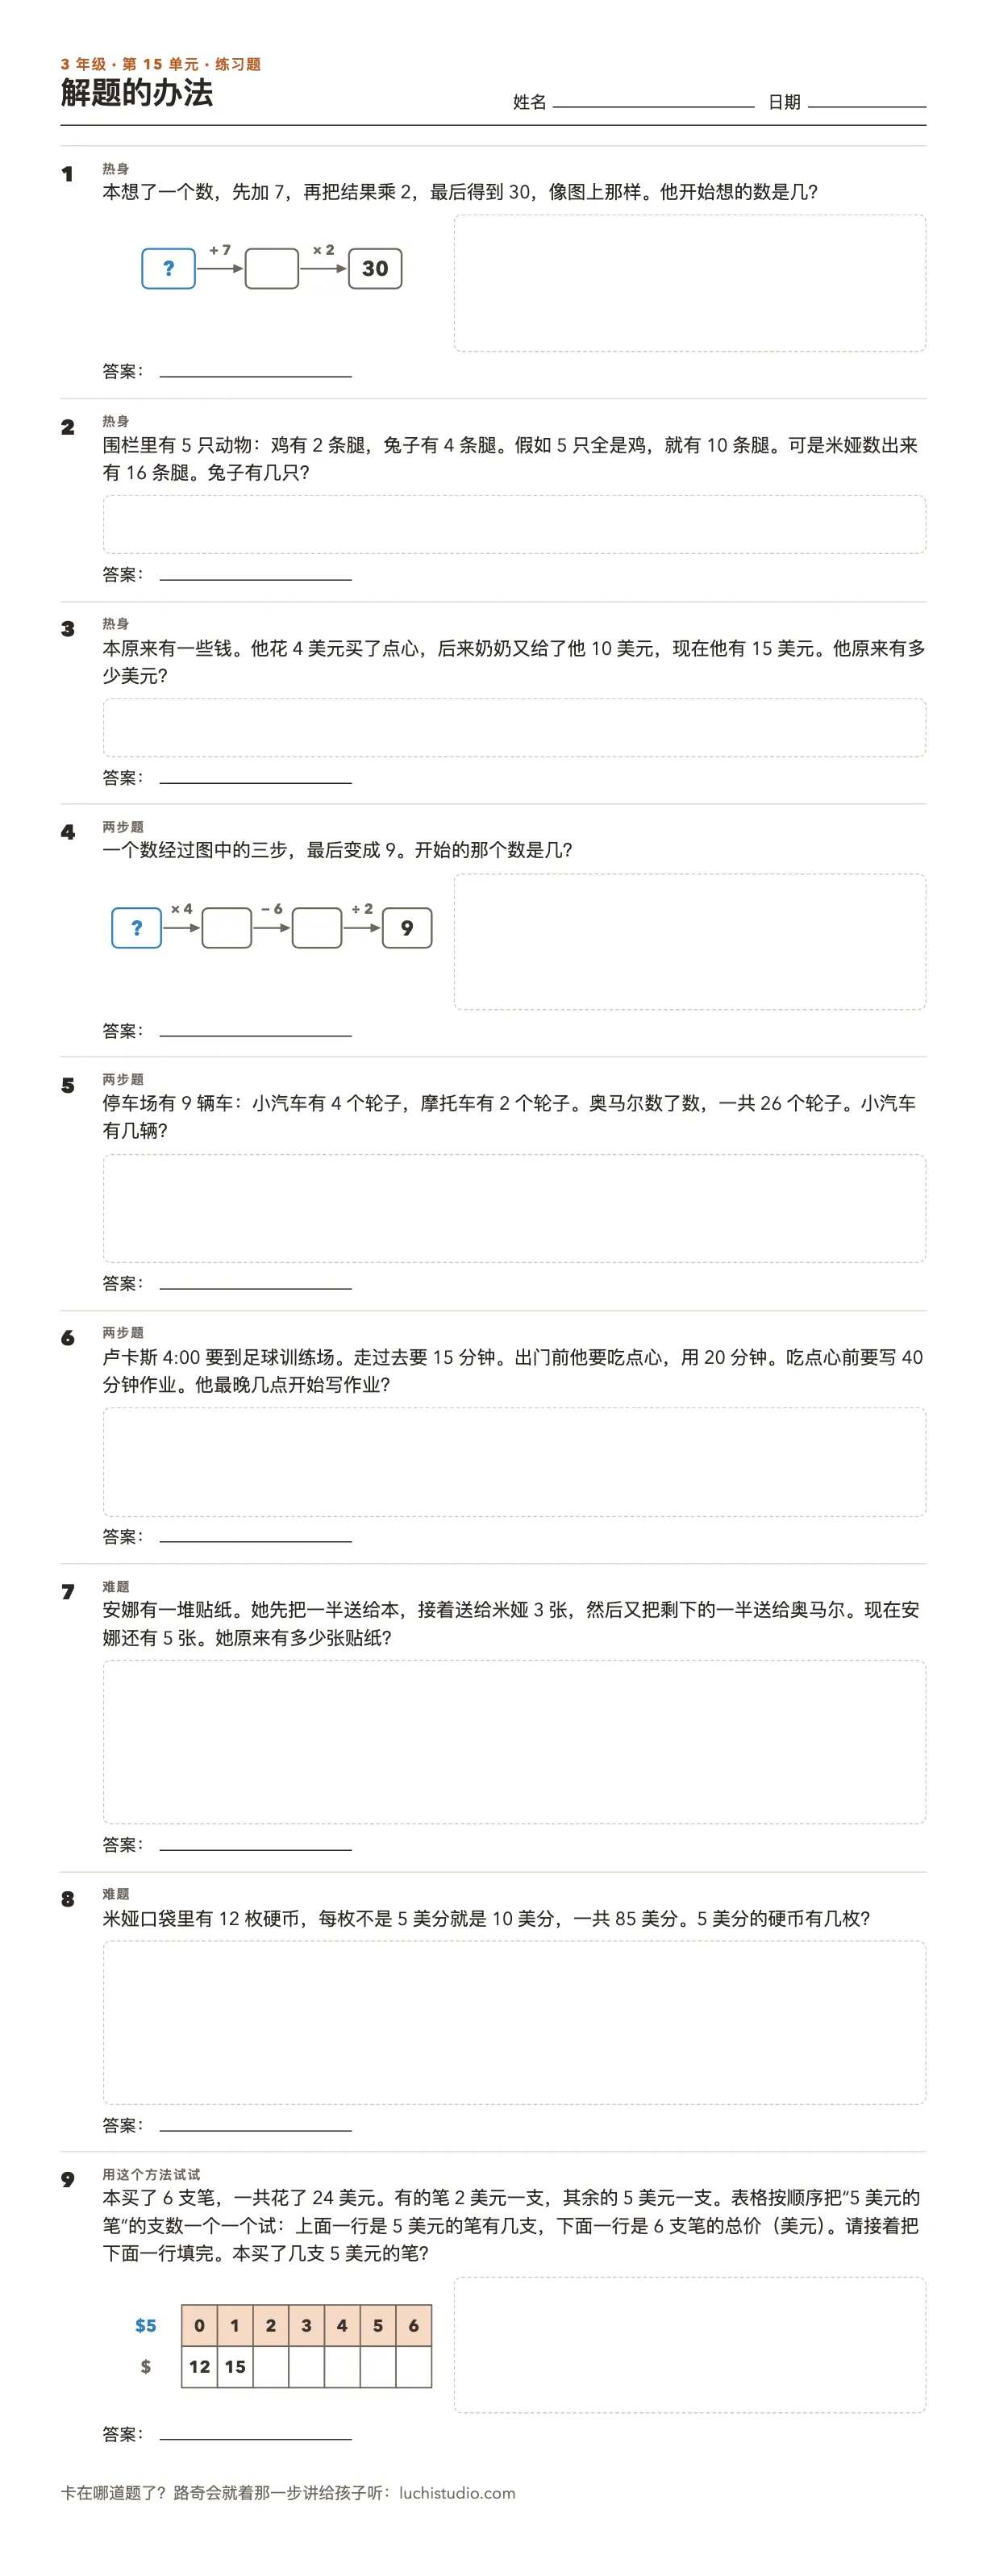 3 年级 · 第 15 单元 · 练习题
解题的办法
姓名 日期
1
热身
本想了一个数，先加 7，再把结果乘 2，最后得到 30，像图上那样。他开始想的数是几？
+ 7 × 2
? 30
答案：
2
热身
围栏里有 5 只动物：鸡有 2 条腿，兔子有 4 条腿。假如 5 只全是鸡，就有 10 条腿。可是米娅数出来
有 16 条腿。兔子有几只？
答案：
3
热身
本原来有一些钱。他花 4 美元买了点心，后来奶奶又给了他 10 美元，现在他有 15 美元。他原来有多
少美元？
答案：
4
两步题
一个数经过图中的三步，最后变成 9。开始的那个数是几？
× 4 − 6 ÷ 2
? 9
答案：
5
两步题
停车场有 9 辆车：小汽车有 4 个轮子，摩托车有 2 个轮子。奥马尔数了数，一共 26 个轮子。小汽车
有几辆？
答案：
6
两步题
卢卡斯 4:00 要到足球训练场。走过去要 15 分钟。出门前他要吃点心，用 20 分钟。吃点心前要写 40
分钟作业。他最晚几点开始写作业？
答案：
7
难题
安娜有一堆贴纸。她先把一半送给本，接着送给米娅 3 张，然后又把剩下的一半送给奥马尔。现在安
娜还有 5 张。她原来有多少张贴纸？
答案：
8
难题
米娅口袋里有 12 枚硬币，每枚不是 5 美分就是 10 美分，一共 85 美分。5 美分的硬币有几枚？
答案：
9
用这个方法试试
本买了 6 支笔，一共花了 24 美元。有的笔 2 美元一支，其余的 5 美元一支。表格按顺序把“5 美元的
笔”的支数一个一个试：上面一行是 5 美元的笔有几支，下面一行是 6 支笔的总价（美元）。请接着把
下面一行填完。本买了几支 5 美元的笔？
$5 0 1 2 3 4 5 6
$ 12 15
答案：
卡在哪道题了？路奇会就着那一步讲给孩子听：luchistudio.com